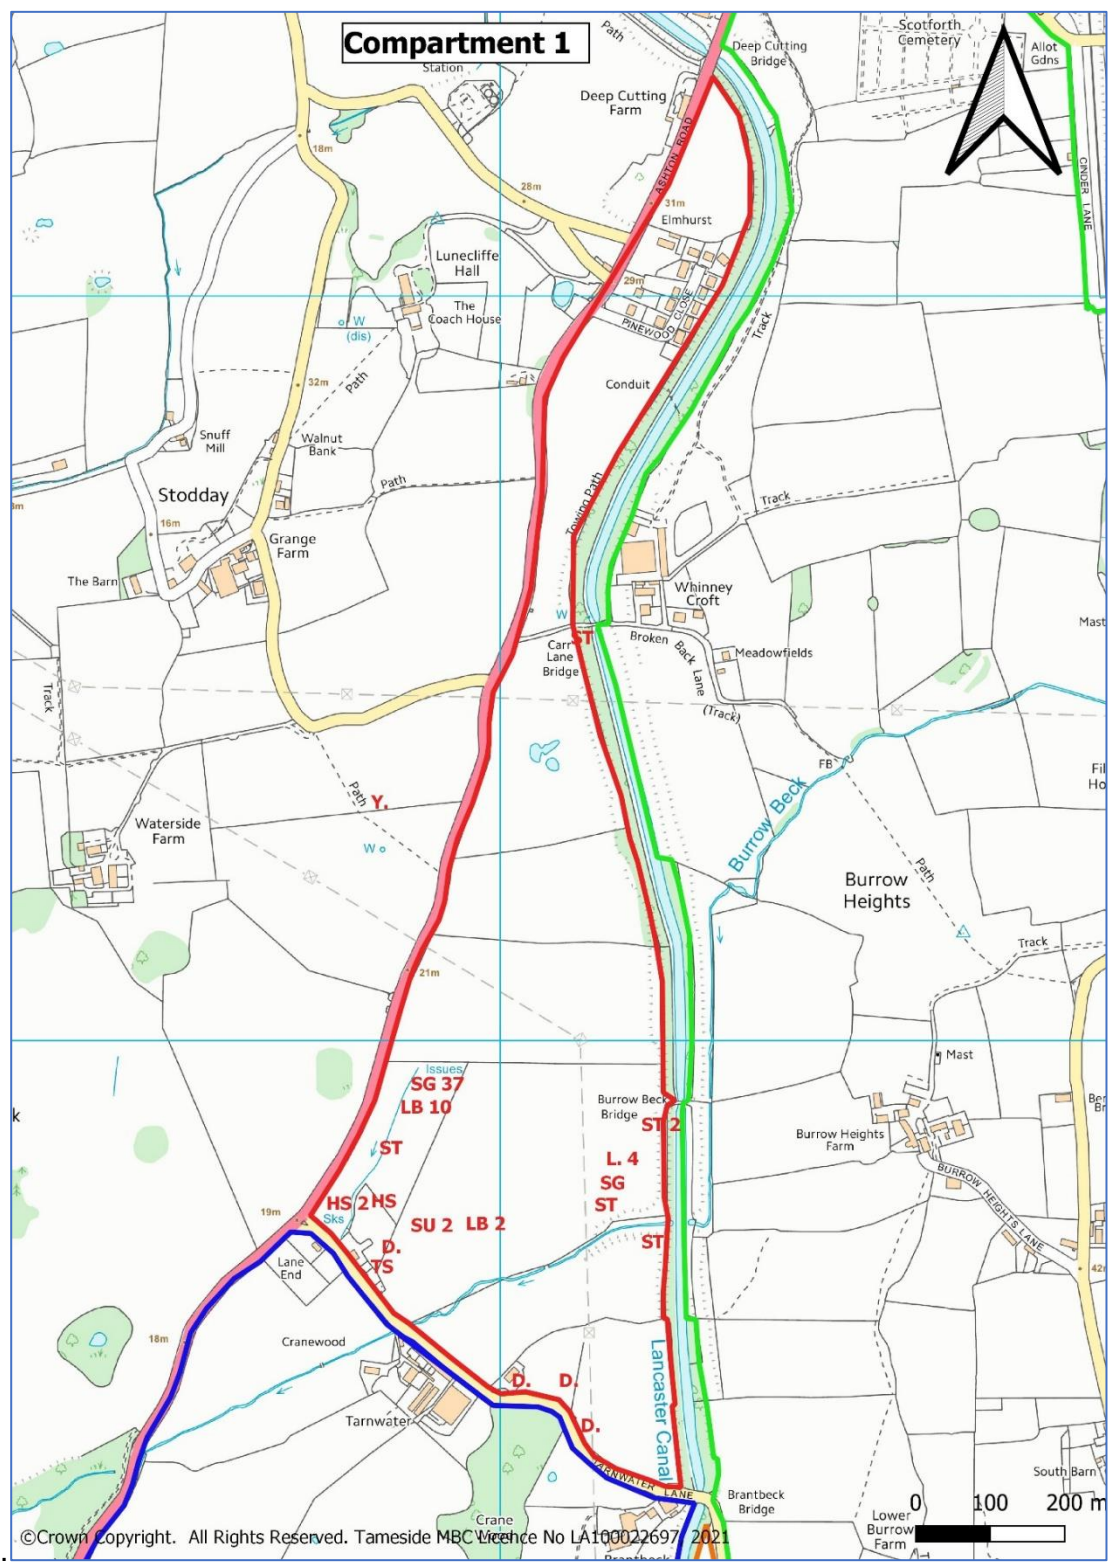 Compartment 1
Path
Station
Deep Cutting
Bridge
Scotforth
Cemetery
Allot
Gdns
Deep Cutting
Farm
ASHTON ROAD
CINDER LANE
18m
28m
31m
Elmhurst
Lunecliffe
Hall
29m
The
Coach House
PINEWOOD CLOSE
W
(dis)
Track
32m
Path
Conduit
Snuff
Mill
Walnut
Bank
Path
Towing Path
Track
Stodday
16m
Grange
Farm
The Barn
Whinney
Croft
W
ST
Carr
Lane
Bridge
Broken
Back Lane
(Track)
Meadowfields
Mast
Track
FB
Fil
Ho
Path
Y.
Burrow Beck
Waterside
Farm
W
Path
Burrow
Heights
Track
21m
Mast
Issues
SG 37
LB 10
Burrow Beck
Bridge
ST 2
Burrow Heights
Farm
Be
Br
k
ST
L. 4
SG
ST
BURROW HEIGHTS LANE
HS 2
HS
19m
Sks
SU 2
LB 2
ST
D.
TS
Lane
End
42m
18m
Cranewood
Lancaster Canal
D.
D.
Tarnwater
D.
TARNWATER LANE
South Barn
Brantbeck
Bridge
0 100 200 m
Crane
Lower
Burrow
Farm
©Crown Copyright. All Rights Reserved. Tameside MBC Licence No LA100022697 2021
Brantbeck